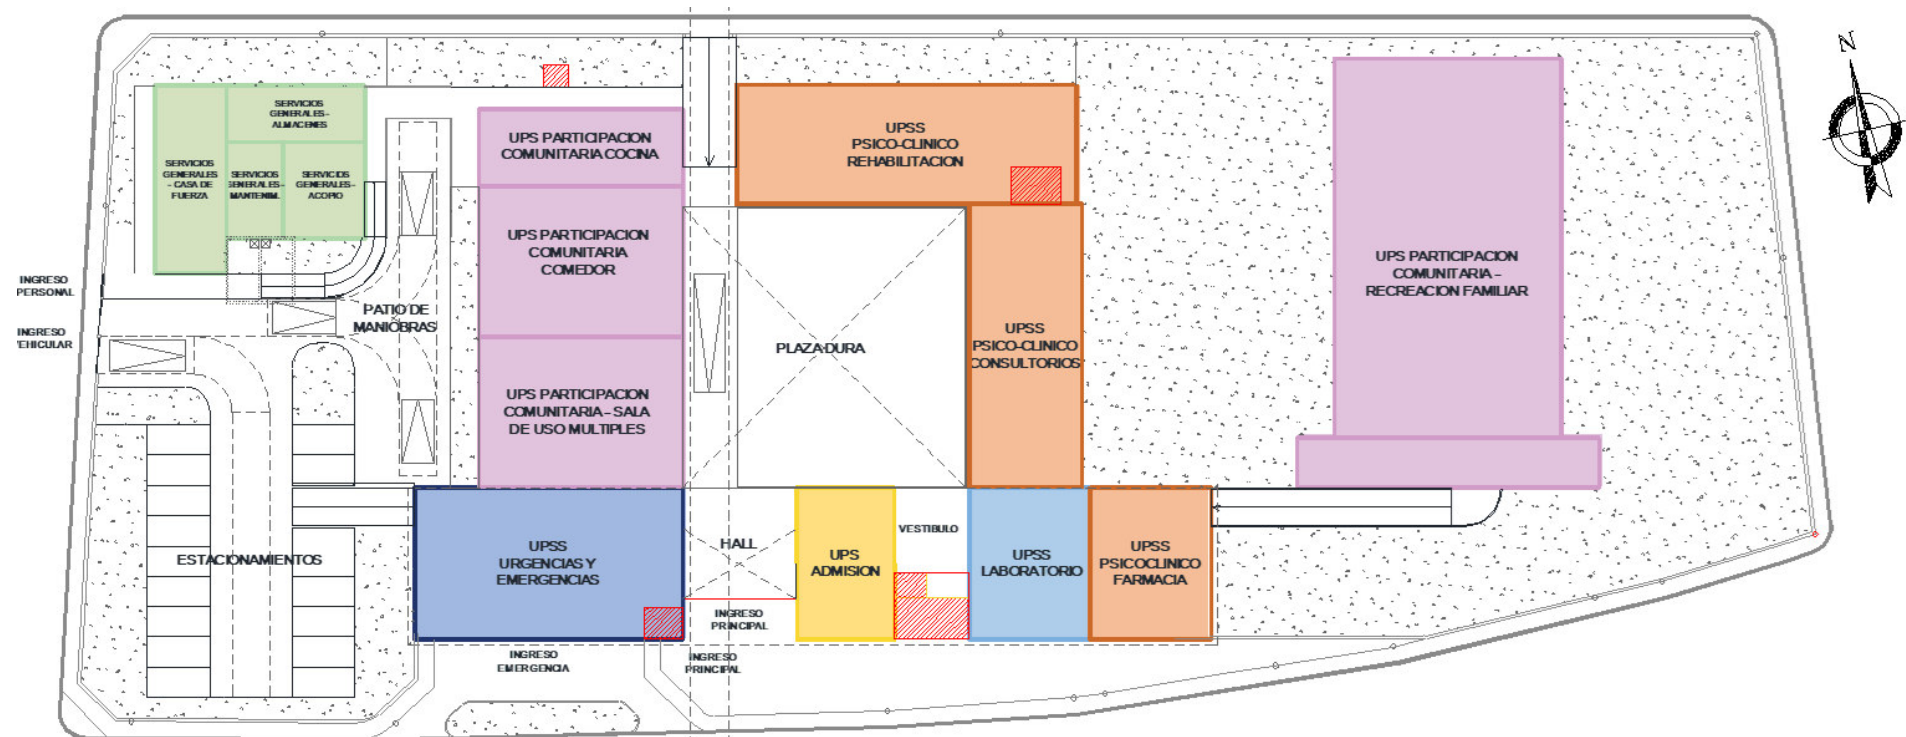 N
SERVICIOS
GENERALES-
ALMACENES
SERVICIOS
GENERALES
- CASA DE
FUERZA
SERVICIOS
GENERALES-
MANTENIM.
SERVICIOS
GENERALES-
ACOPIO
UPS PARTICIPACION
COMUNITARIA COCINA
UPSS
PSICO-CLINICO
REHABILITACION
UPS PARTICIPACION
COMUNITARIA
COMEDOR
UPS PARTICIPACION
COMUNITARIA -
RECREACION FAMILIAR
INGRESO
PERSONAL
PATIO DE
MANIOBRAS
INGRESO
VEHICULAR
PLAZA DURA
UPSS
PSICO-CLINICO
CONSULTORIOS
UPS PARTICIPACION
COMUNITARIA - SALA
DE USO MULTIPLES
ESTACIONAMIENTOS
UPSS
URGENCIAS Y
EMERGENCIAS
HALL
UPS
ADMISION
VESTIBULO
UPSS
LABORATORIO
UPSS
PSICOCLINICO
FARMACIA
INGRESO
PRINCIPAL
INGRESO
EMERGENCIA
INGRESO
PRINCIPAL